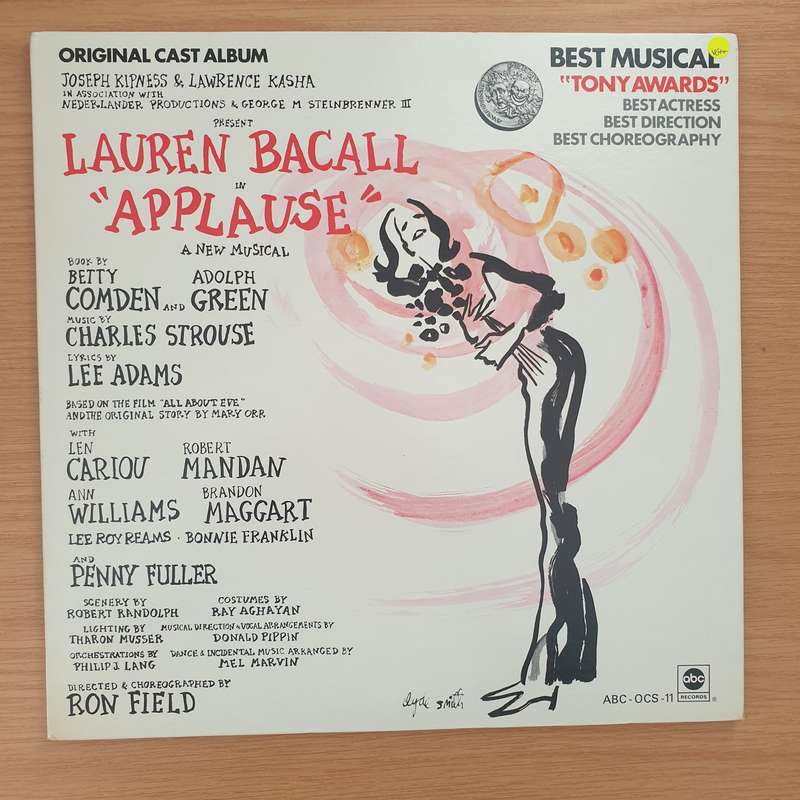 ORIGINAL CAST ALBUM
JOSEPH KIPNESS & LAWRENCE KASHA
IN ASSOCIATION WITH
NEDERLANDER PRODUCTIONS & GEORGE M STEINBRENNER III
PRESENT
LAUREN BACALL
IN
"APPLAUSE"
A NEW MUSICAL
BOOK BY
BETTY COMDEN AND ADOLPH GREEN
MUSIC BY
CHARLES STROUSE
LYRICS BY
LEE ADAMS
BASED ON THE FILM "ALL ABOUT EVE"
AND THE ORIGINAL STORY BY MARY ORR
WITH
LEN CARIOU
ROBERT MANDAN
ANN WILLIAMS
BRANDON MAGGART
LEE ROY REAMS · BONNIE FRANKLIN
AND
PENNY FULLER
SCENERY BY
ROBERT RANDOLPH
COSTUMES BY
RAY AGHAYAN
LIGHTING BY
THARON MUSSER
MUSICAL DIRECTION & VOCAL ARRANGEMENTS BY
DONALD PIPPIN
ORCHESTRATIONS BY
PHILIP J. LANG
DANCE & INCIDENTAL MUSIC ARRANGED BY
MEL MARVIN
DIRECTED & CHOREOGRAPHED BY
RON FIELD
BEST MUSICAL
VG++
"TONY AWARDS"
BEST ACTRESS
BEST DIRECTION
BEST CHOREOGRAPHY
clyde smith
ABC-OCS-11
abc
RECORDS
®